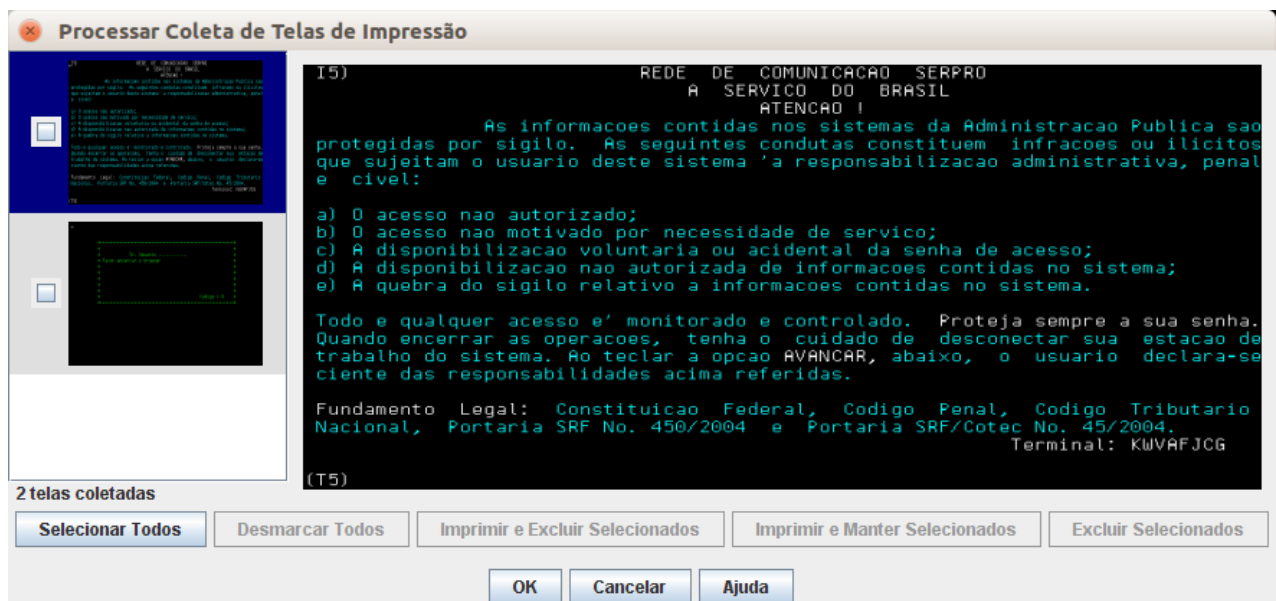 Processar Coleta de Telas de Impressão
I5) REDE DE COMUNICACAO SERPRO
A SERVICO DO BRASIL
ATENCAO !
As informacoes contidas nos sistemas da Administracao Publica sao
protegidas por sigilo. As seguintes condutas constituem infracoes ou ilicitos
que sujeitam o usuario deste sistema 'a responsabilizacao administrativa, penal
e civel:
a) O acesso nao autorizado;
b) O acesso nao motivado por necessidade de servico;
c) A disponibilizacao voluntaria ou acidental da senha de acesso;
d) A disponibilizacao nao autorizada de informacoes contidas no sistema;
e) A quebra do sigilo relativo a informacoes contidas no sistema.
Todo e qualquer acesso e' monitorado e controlado. Proteja sempre a sua senha.
Quando encerrar as operacoes, tenha o cuidado de desconectar sua estacao de
trabalho do sistema. Ao teclar a opcao AVANCAR, abaixo, o usuario declara-se
ciente das responsabilidades acima referidas.
Fundamento Legal: Constituicao Federal, Codigo Penal, Codigo Tributario
Nacional, Portaria SRF No. 450/2004 e Portaria SRF/Cotec No. 45/2004.
Terminal: KWVAFJCG
(T5)
2 telas coletadas
Selecionar Todos
Desmarcar Todos
Imprimir e Excluir Selecionados
Imprimir e Manter Selecionados
Excluir Selecionados
OK
Cancelar
Ajuda